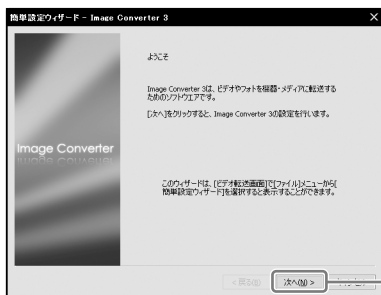 簡単設定ウィザード - Image Converter 3
ようこそ
Image Converter 3は、ビデオやフォトを機器・メディアに転送する
ためのソフトウエアです。
[次へ]をクリックすると、Image Converter 3の設定を行います。
Image Converter
このウィザードは、[ビデオ転送画面]で[ファイル]メニューから[
簡単設定ウィザード]を選択すると表示することができます。
< 戻る(B)
次へ(N) >